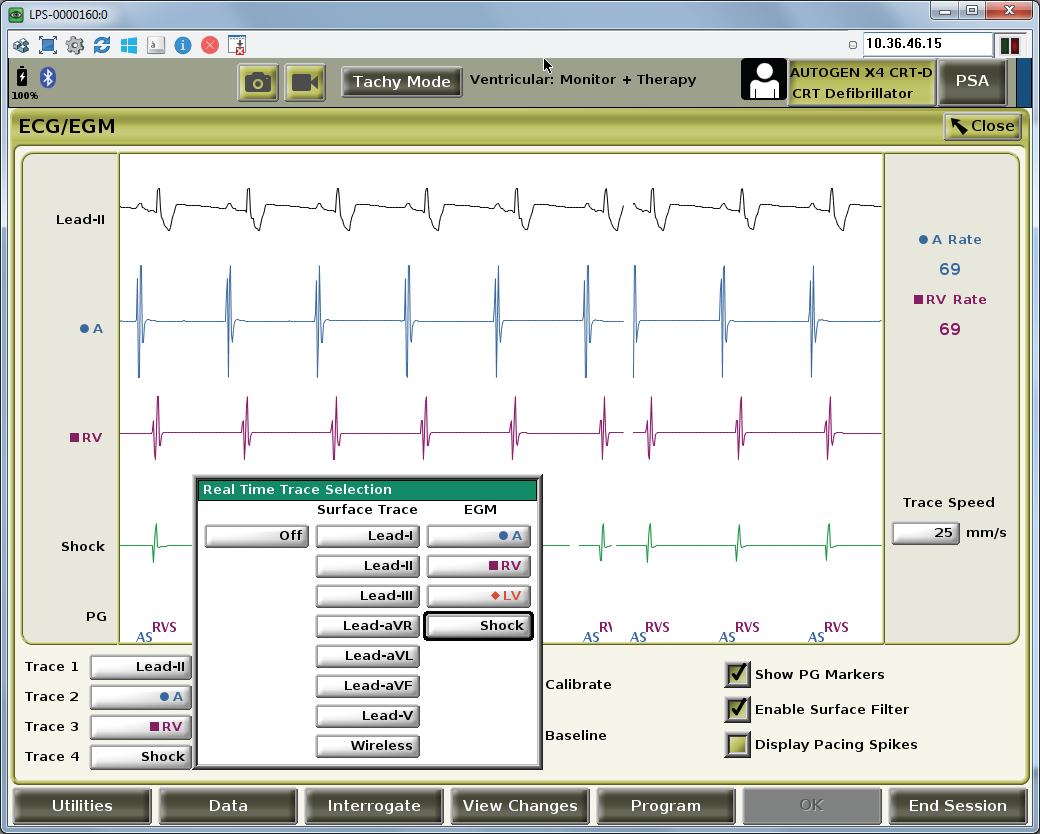 LPS-0000160:0
10.36.46.15
100%
Tachy Mode
Ventricular: Monitor + Therapy
AUTOGEN X4 CRT-D
CRT Defibrillator
PSA
ECG/EGM
Close
Lead-II
A
RV
Shock
PG
AS
RVS
AS
RV
AS
RVS
AS
RVS
AS
RVS
A Rate
69
RV Rate
69
Trace Speed
25 mm/s
Real Time Trace Selection
Surface Trace EGM
Off Lead-I A
Lead-II RV
Lead-III LV
Lead-aVR Shock
Lead-aVL
Lead-aVF
Lead-V
Wireless
Trace 1 Lead-II
Trace 2 A
Trace 3 RV
Trace 4 Shock
Calibrate
Baseline
Show PG Markers
Enable Surface Filter
Display Pacing Spikes
Utilities
Data
Interrogate
View Changes
Program
OK
End Session